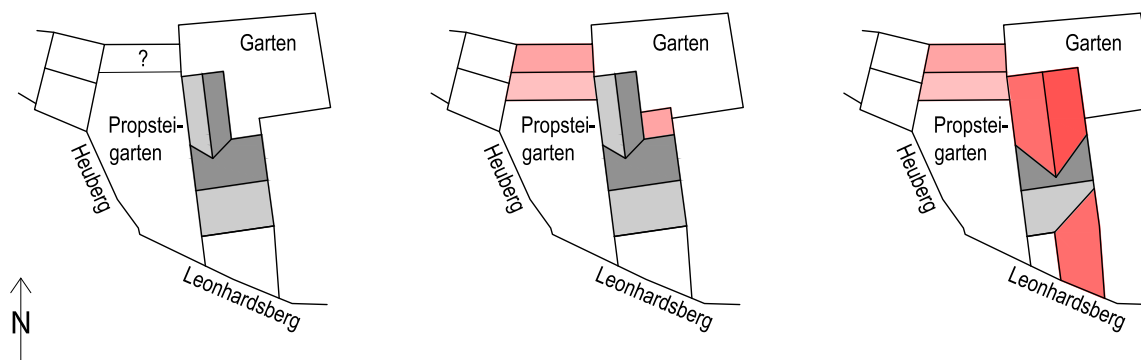 Garten
?
Propstei-
garten
Heuberg
Leonhardsberg
N
Garten
Propstei-
garten
Heuberg
Leonhardsberg
Garten
Propstei-
garten
Heuberg
Leonhardsberg